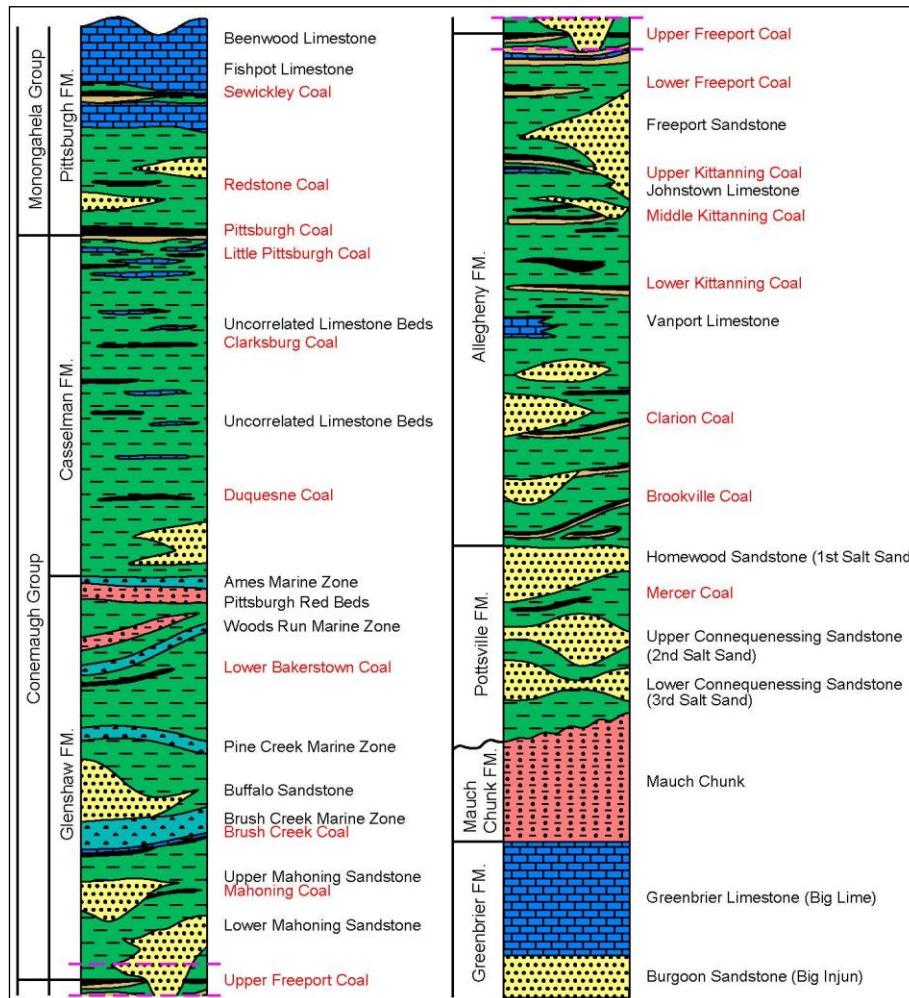 Monongahela Group
Pittsburgh FM.
Beenwood Limestone
Fishpot Limestone
Sewickley Coal
Redstone Coal
Pittsburgh Coal
Conemaugh Group
Casselman FM.
Little Pittsburgh Coal
Uncorrelated Limestone Beds
Clarksburg Coal
Uncorrelated Limestone Beds
Duquesne Coal
Glenshaw FM.
Ames Marine Zone
Pittsburgh Red Beds
Woods Run Marine Zone
Lower Bakerstown Coal
Pine Creek Marine Zone
Buffalo Sandstone
Brush Creek Marine Zone
Brush Creek Coal
Upper Mahoning Sandstone
Mahoning Coal
Lower Mahoning Sandstone
Upper Freeport Coal
Upper Freeport Coal
Allegheny FM.
Lower Freeport Coal
Freeport Sandstone
Upper Kittanning Coal
Johnstown Limestone
Middle Kittanning Coal
Lower Kittanning Coal
Vanport Limestone
Clarion Coal
Brookville Coal
Pottsville FM.
Homewood Sandstone (1st Salt Sand
Mercer Coal
Upper Connequenessing Sandstone
(2nd Salt Sand)
Lower Connequenessing Sandstone
(3rd Salt Sand)
Mauch
Chunk FM.
Mauch Chunk
Greenbrier FM.
Greenbrier Limestone (Big Lime)
Burgoon Sandstone (Big Injun)